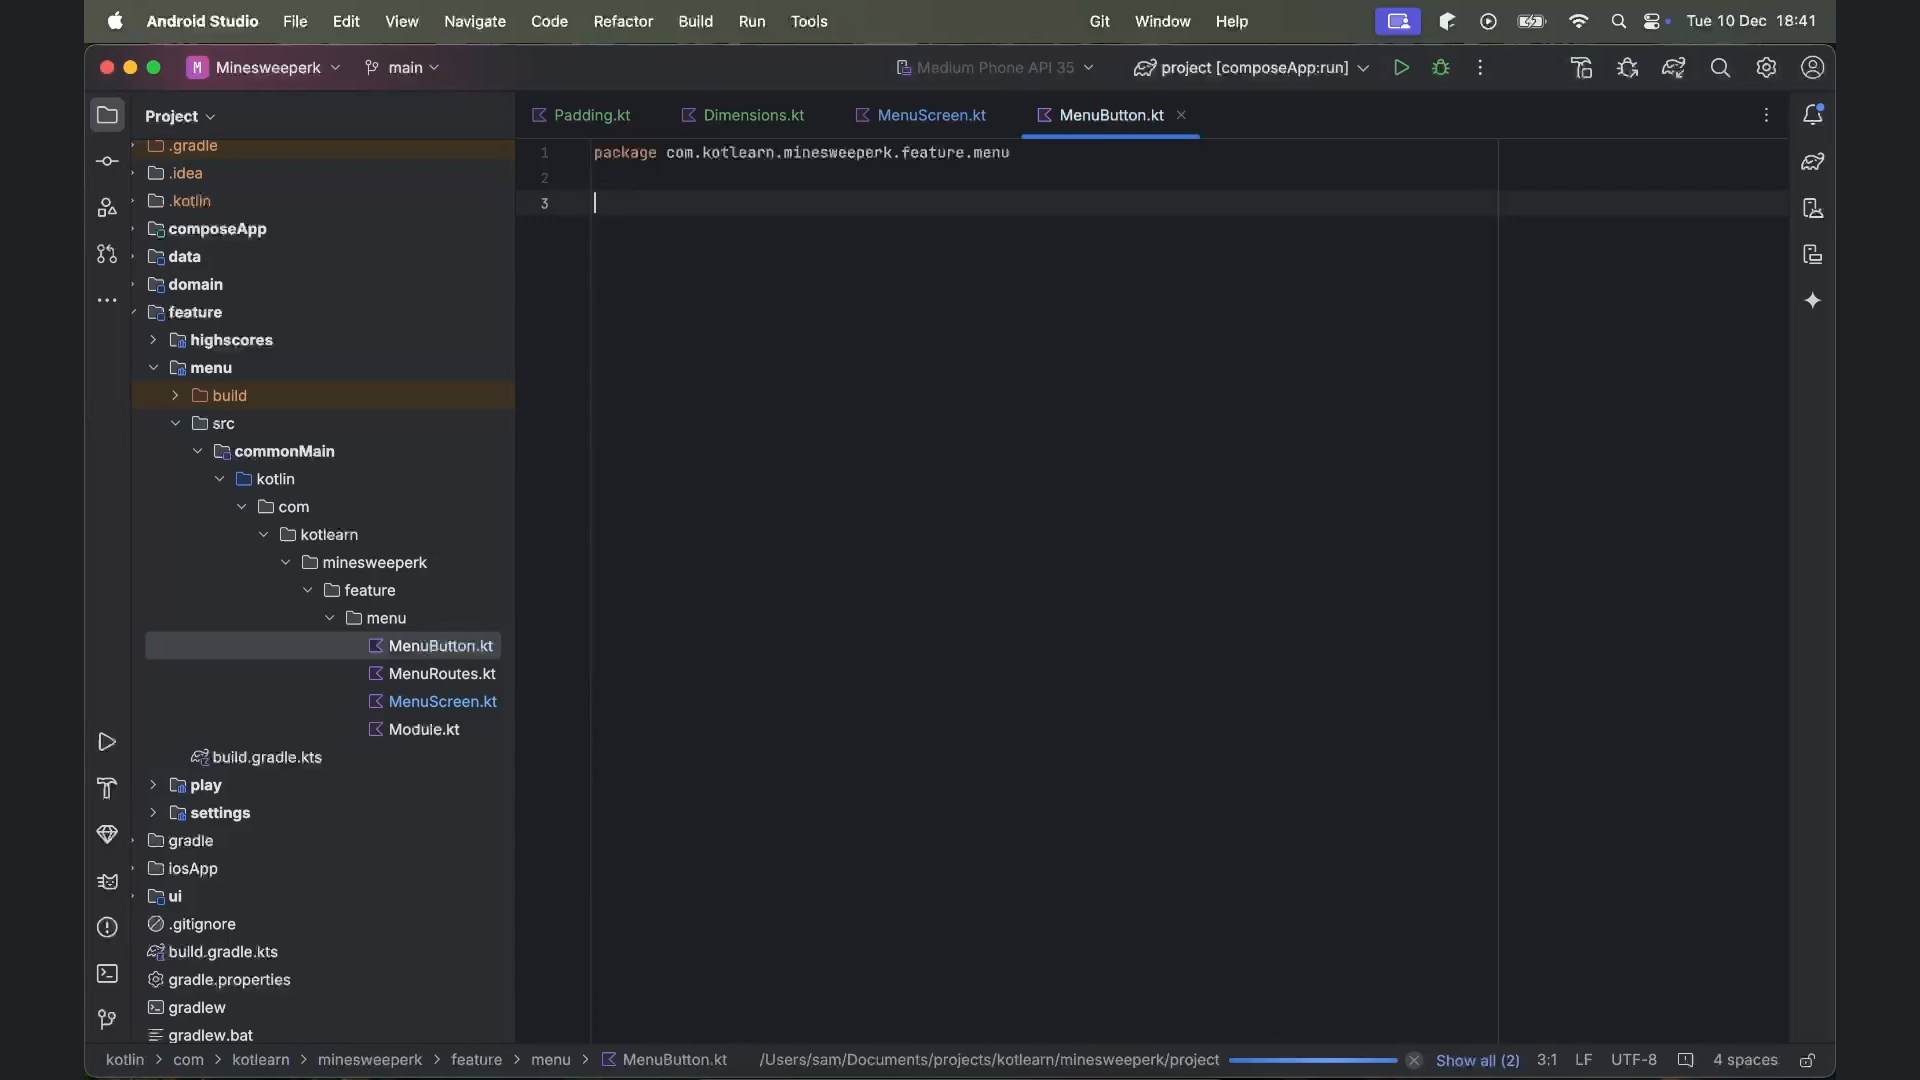 Android Studio File Edit View Navigate Code Refactor Build Run Tools Git Window Help Tue 10 Dec 18:41
M Minesweeperk main Medium Phone API 35 project [composeApp:run]
Project
Padding.kt Dimensions.kt MenuScreen.kt MenuButton.kt
.gradle
.idea
.kotlin
composeApp
data
domain
feature
highscores
menu
build
src
commonMain
kotlin
com
kotlearn
minesweeperk
feature
menu
MenuButton.kt
MenuRoutes.kt
MenuScreen.kt
Module.kt
build.gradle.kts
play
settings
gradle
iosApp
ui
.gitignore
build.gradle.kts
gradle.properties
gradlew
gradlew.bat
1 package com.kotlearn.minesweeperk.feature.menu
2
3
kotlin > com > kotlearn > minesweeperk > feature > menu > MenuButton.kt /Users/sam/Documents/projects/kotlearn/minesweeperk/project Show all (2) 3:1 LF UTF-8 4 spaces